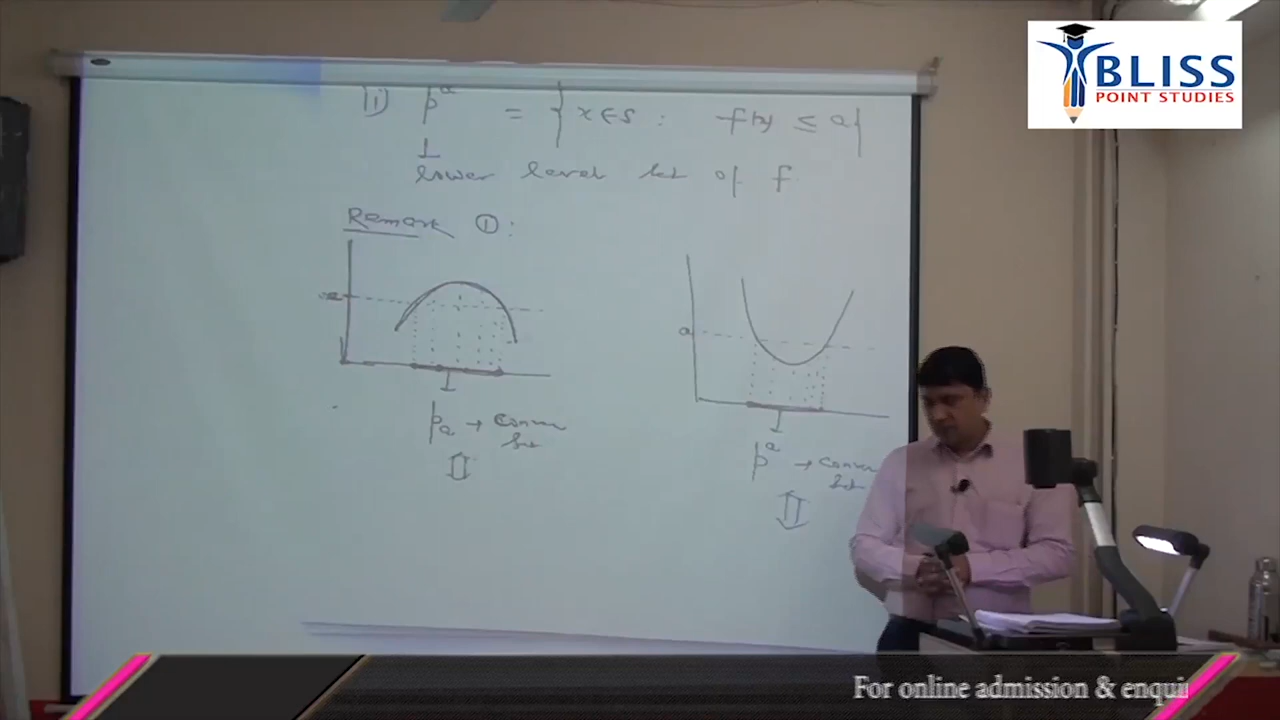 BLISS
POINT STUDIES
ii) p^a = { x ∈ S : f(x) ≤ a }
lower level set of f
Remark ①:
a
a
p_a → convex
set
p^a → convex
set
For online admission & enqui